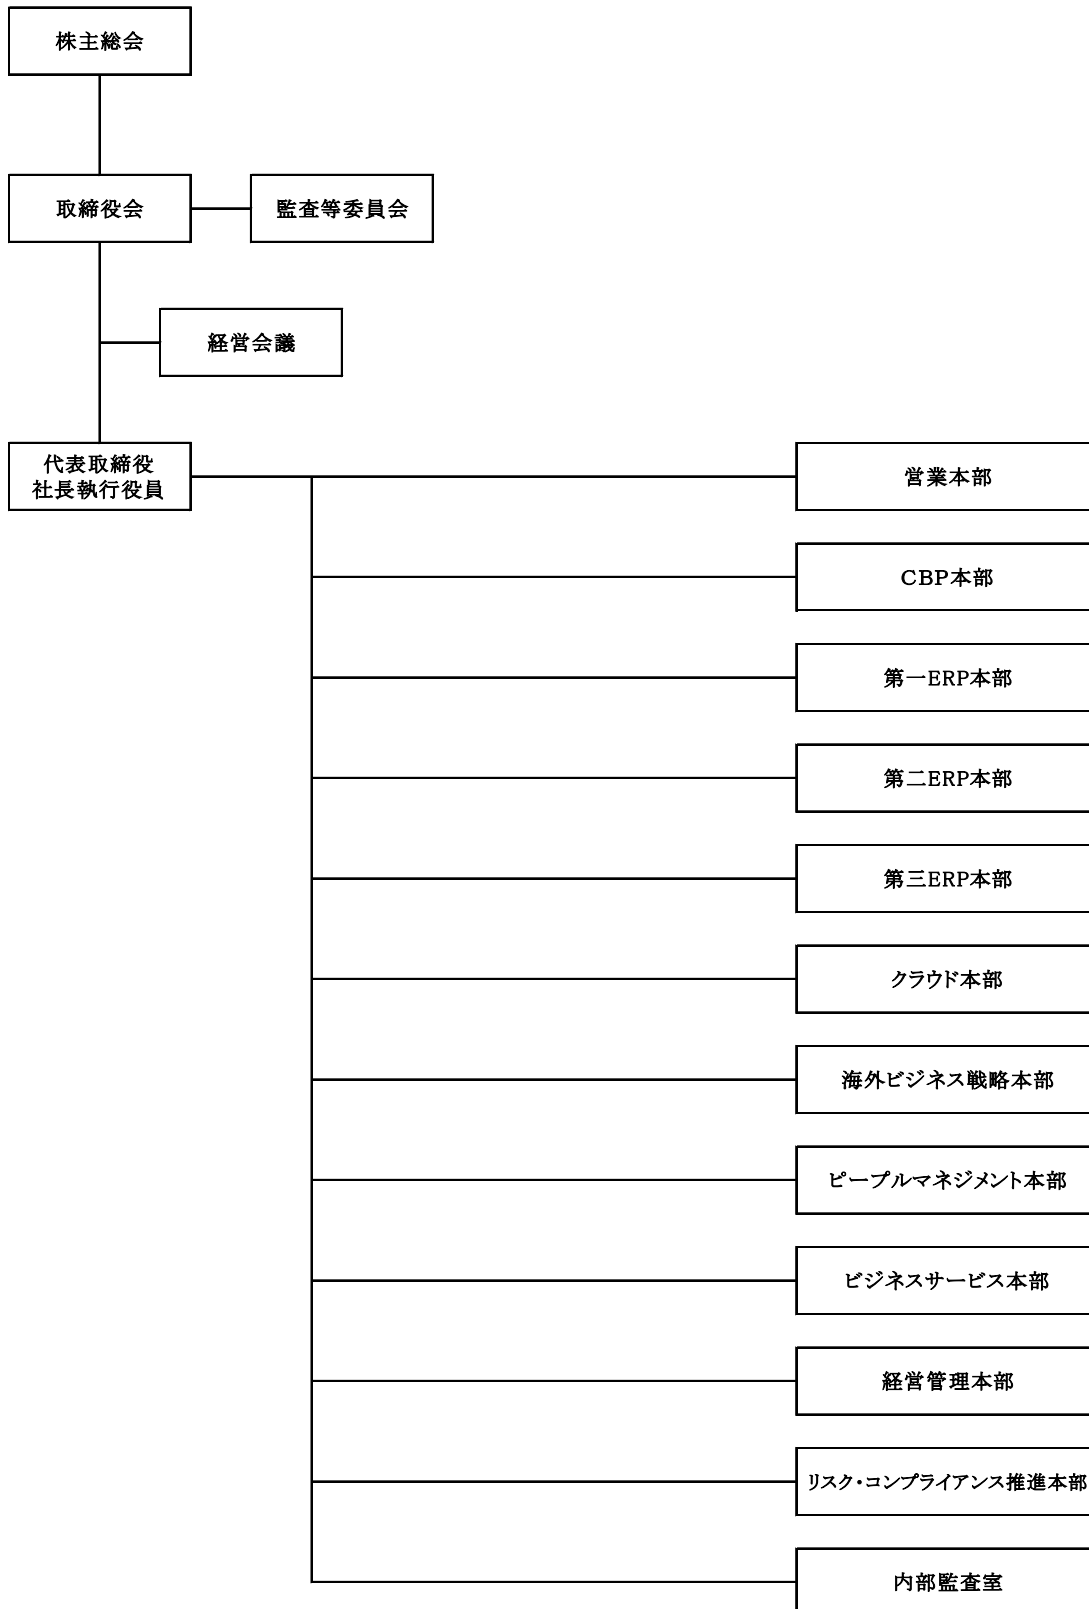 株主総会
取締役会
監査等委員会
経営会議
代表取締役
社長執行役員
営業本部
CBP本部
第一ERP本部
第二ERP本部
第三ERP本部
クラウド本部
海外ビジネス戦略本部
ピープルマネジメント本部
ビジネスサービス本部
経営管理本部
リスク・コンプライアンス推進本部
内部監査室